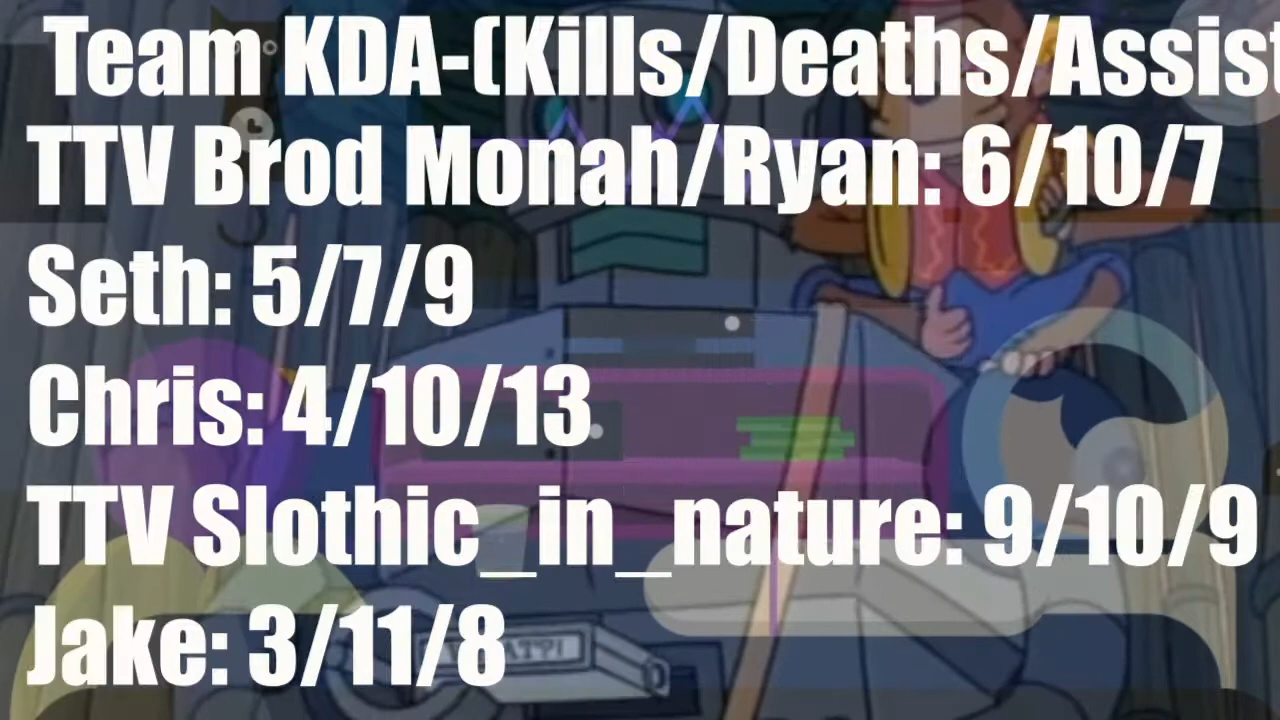 Team KDA-(Kills/Deaths/Assist
TTV Brod Monah/Ryan: 6/10/7
Seth: 5/7/9
Chris: 4/10/13
TTV Slothic_in_nature: 9/10/9
Jake: 3/11/8